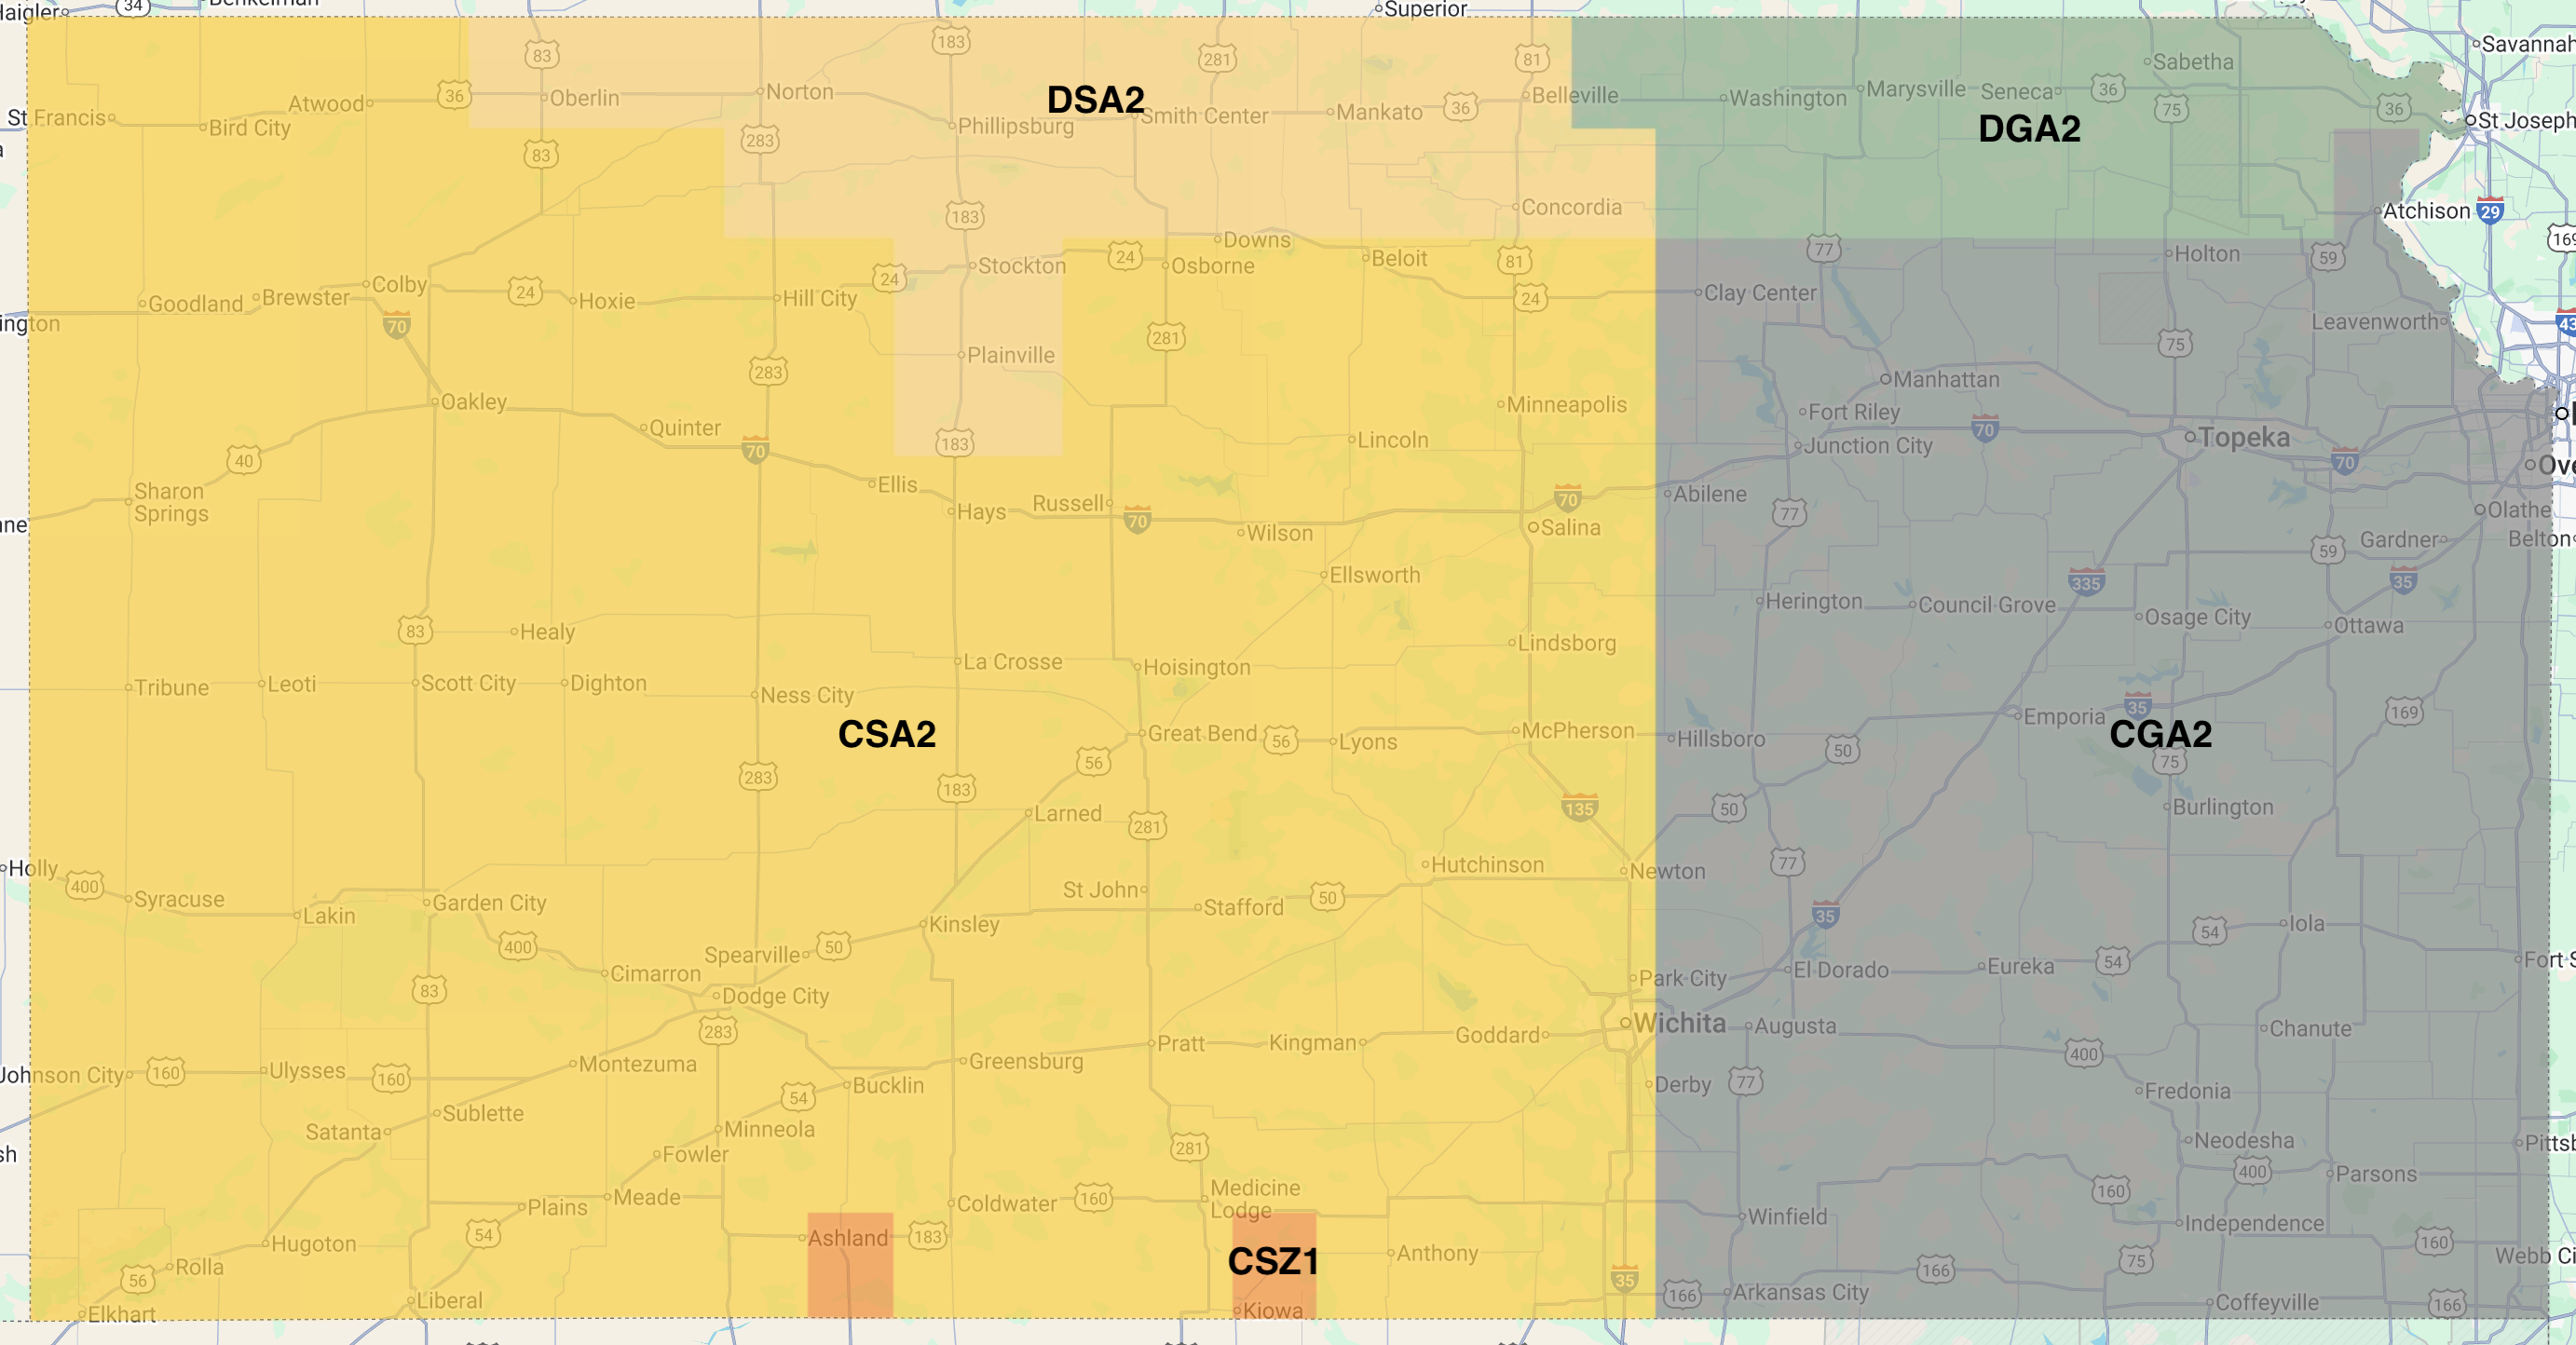 Haigler
34
Benkelman
Superior
Savannah
83
183
281
81
Sabetha
36
Oberlin
Norton
DSA2
Mankato
36
Belleville
Washington
Marysville
Seneca
36
75
36
Atwood
St Francis
Bird City
Phillipsburg
Smith Center
DGA2
St Joseph
83
283
183
Concordia
Atchison
29
169
Downs
Stockton
24
Osborne
Beloit
81
77
Holton
59
Goodland
Brewster
Colby
24
Hoxie
Hill City
24
24
Clay Center
Leavenworth
ington
70
43
Plainville
281
75
283
Manhattan
Oakley
Minneapolis
Fort Riley
Quinter
70
183
Lincoln
Junction City
70
Topeka
70
Ove
40
Sharon
Springs
Ellis
Hays
Russell
70
Wilson
70
Salina
Abilene
77
Olathe
Gardner
Belton
59
ne
Ellsworth
335
35
Herington
Council Grove
Osage City
Ottawa
83
Healy
La Crosse
Hoisington
Lindsborg
Tribune
Leoti
Scott City
Dighton
Ness City
CSA2
Great Bend
56
Lyons
McPherson
Hillsboro
50
Emporia
35
CGA2
75
169
283
183
56
Larned
281
135
50
Burlington
Holly
400
Syracuse
Lakin
Garden City
400
Hutchinson
Newton
77
35
St John
Stafford
50
Kinsley
Iola
54
Spearville
50
Cimarron
Dodge City
83
283
Park City
El Dorado
Eureka
54
Fort S
Wichita
Augusta
Chanute
Pratt
Kingman
Goddard
400
Johnson City
160
Ulysses
160
Montezuma
Greensburg
Bucklin
54
Derby
77
Fredonia
Sublette
Satanta
Minneola
Fowler
281
Neodesha
400
Parsons
Pittsb
sh
Plains
Meade
Coldwater
160
Medicine
Lodge
160
Winfield
Independence
160
Webb Ci
Hugoton
54
Ashland
183
CSZ1
Anthony
35
75
Rolla
56
Elkhart
Liberal
Kiowa
166
Arkansas City
166
Coffeyville
166